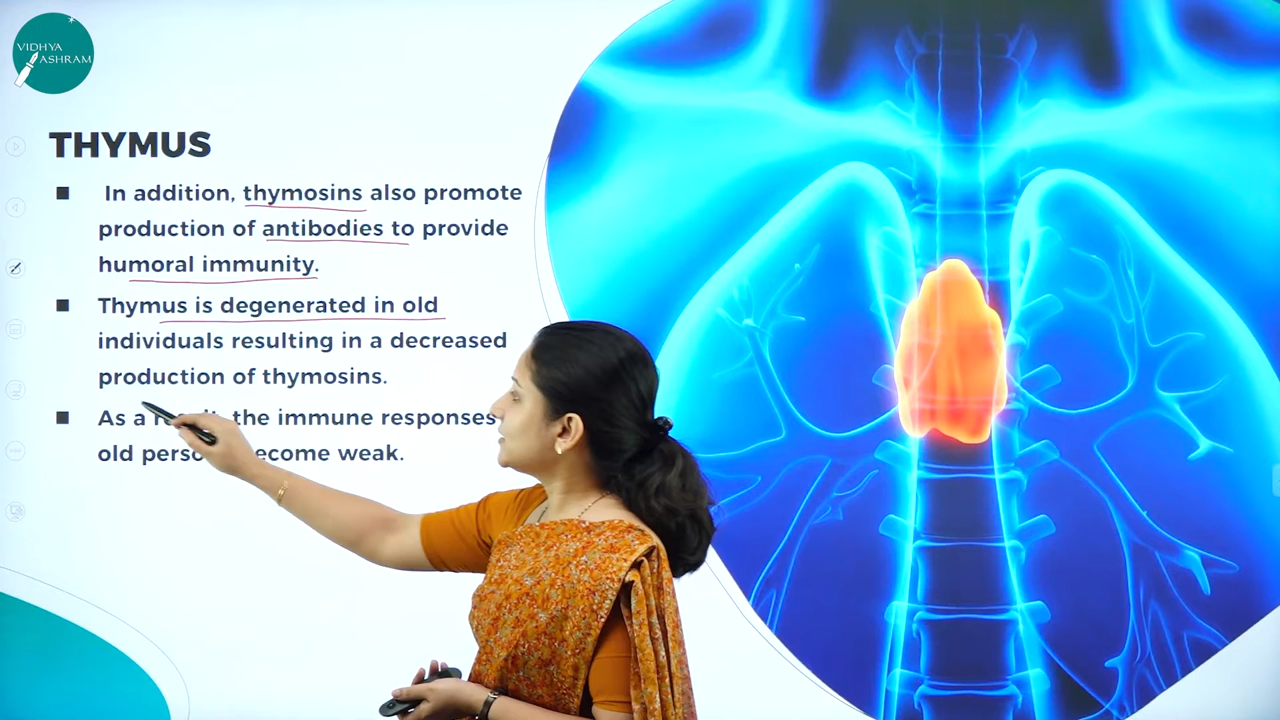 VIDHYA
ASHRAM
THYMUS
■ In addition, thymosins also promote
production of antibodies to provide
humoral immunity.
■ Thymus is degenerated in old
individuals resulting in a decreased
production of thymosins.
■ As a the immune responses
old become weak.